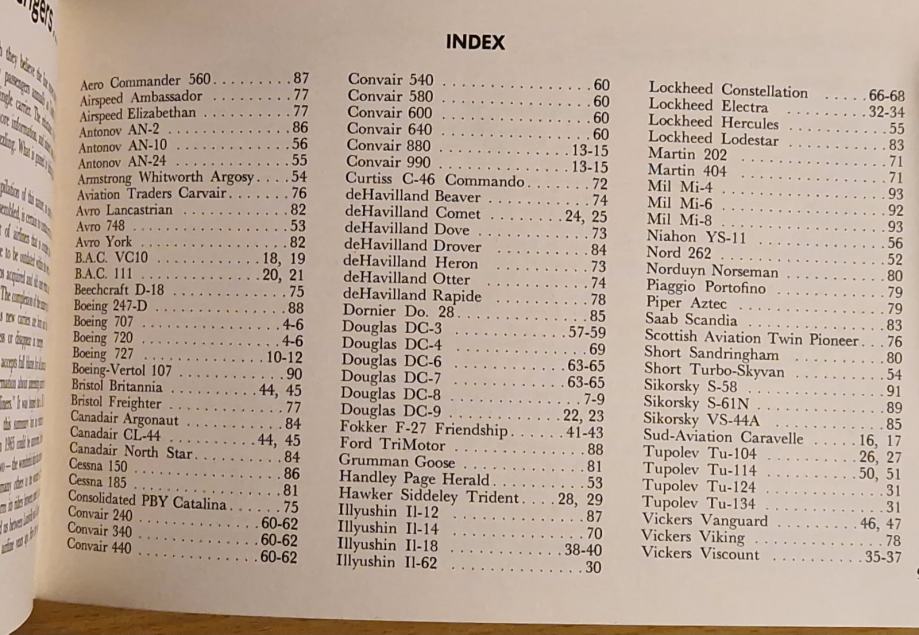 INDEX
Aero Commander 560.........87
Airspeed Ambassador ........77
Airspeed Elizabethan ........77
Antonov AN-2 ..............86
Antonov AN-10 .............56
Antonov AN-24 .............55
Armstrong Whitworth Argosy....54
Aviation Traders Carvair.......76
Avro Lancastrian ............82
Avro 748 ..................53
Avro York .................82
B.A.C. VC10 ............18, 19
B.A.C. 111 ..............20, 21
Beechcraft D-18 .............75
Boeing 247-D ...............88
Boeing 707 ................4-6
Boeing 720 ................4-6
Boeing 727 ..............10-12
Boeing-Vertol 107 ............90
Bristol Britannia ..........44, 45
Bristol Freighter .............77
Canadair Argonaut ...........84
Canadair CL-44 ..........44, 45
Canadair North Star..........84
Cessna 150 .................86
Cessna 185 .................81
Consolidated PBY Catalina......75
Convair 240 .............60-62
Convair 340 .............60-62
Convair 440 .............60-62
Convair 540 ...............60
Convair 580 ...............60
Convair 600 ...............60
Convair 640 ...............60
Convair 880 ............13-15
Convair 990 ............13-15
Curtiss C-46 Commando.......72
deHavilland Beaver ..........74
deHavilland Comet .......24, 25
deHavilland Dove ...........73
deHavilland Drover ..........84
deHavilland Heron ..........73
deHavilland Otter ...........74
deHavilland Rapide ..........78
Dornier Do. 28..............85
Douglas DC-3 ............57-59
Douglas DC-4 ..............69
Douglas DC-6 ............63-65
Douglas DC-7 ............63-65
Douglas DC-8 .............7-9
Douglas DC-9 ...........22, 23
Fokker F-27 Friendship......41-43
Ford TriMotor ..............88
Grumman Goose ............81
Handley Page Herald.........53
Hawker Siddeley Trident....28, 29
Illyushin Il-12 ..............87
Illyushin Il-14 ..............70
Illyushin Il-18 ............38-40
Illyushin Il-62 ..............30
Lockheed Constellation ......66-68
Lockheed Electra .........32-34
Lockheed Hercules ..........55
Lockheed Lodestar ..........83
Martin 202 ................71
Martin 404 ................71
Mil Mi-4 ..................93
Mil Mi-6 ..................92
Mil Mi-8 ..................93
Niahon YS-11 ..............56
Nord 262 ..................52
Norduyn Norseman ..........80
Piaggio Portofino ............79
Piper Aztec ................79
Saab Scandia ...............83
Scottish Aviation Twin Pioneer...76
Short Sandringham ..........80
Short Turbo-Skyvan ..........54
Sikorsky S-58 ...............91
Sikorsky S-61N ..............89
Sikorsky VS-44A ............85
Sud-Aviation Caravelle .....16, 17
Tupolev Tu-104 ..........26, 27
Tupolev Tu-114 ..........50, 51
Tupolev Tu-124 .............31
Tupolev Tu-134 .............31
Vickers Vanguard ........46, 47
Vickers Viking ..............78
Vickers Viscount ..........35-37